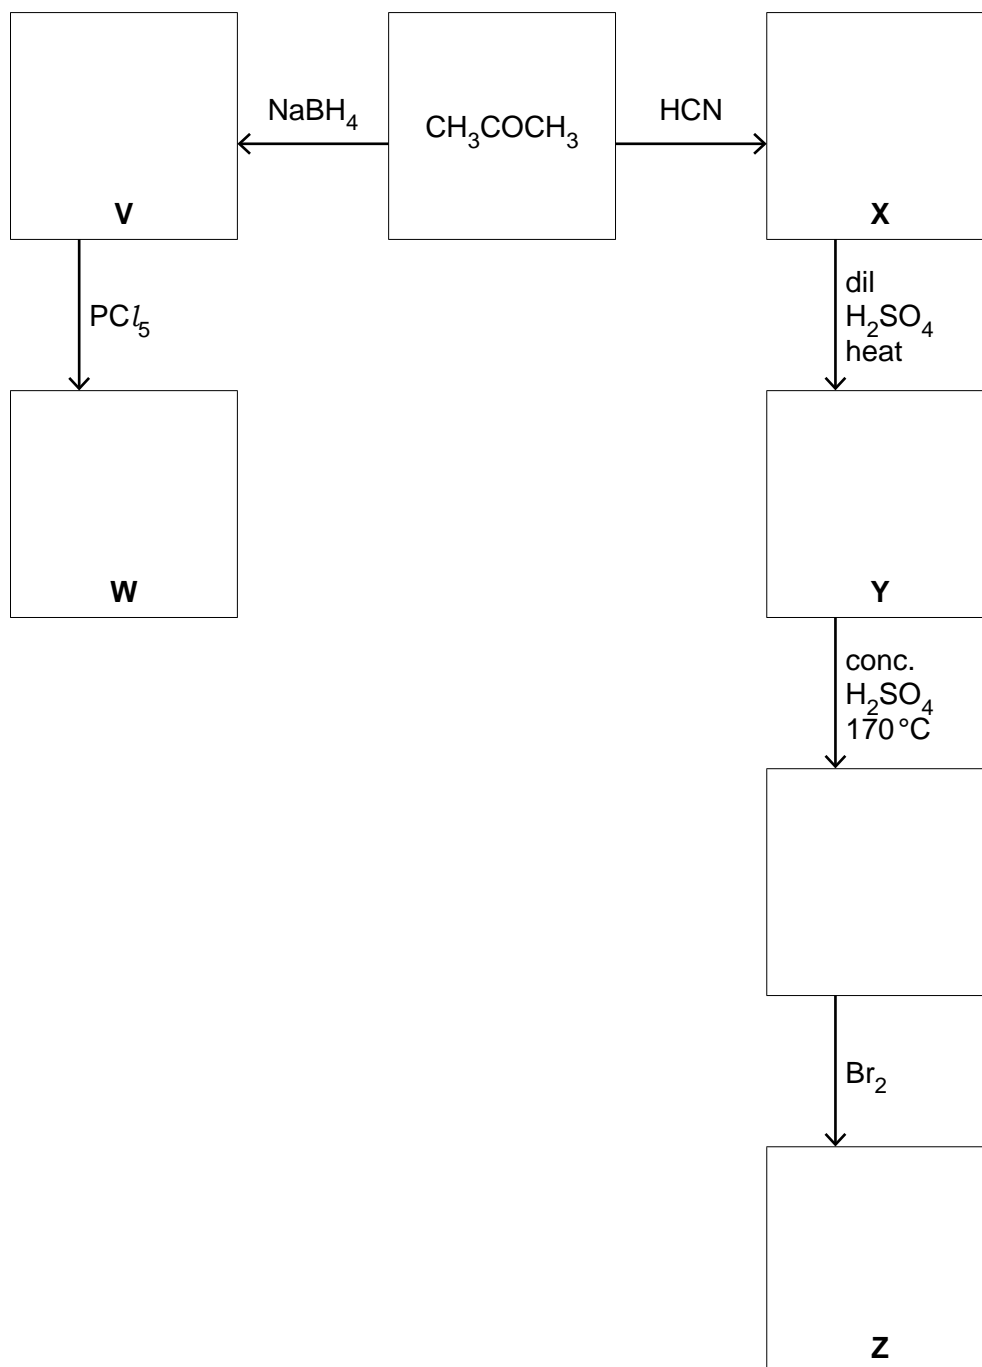 NaBH₄
CH₃COCH₃
HCN
V
X
PCl₅
dil
H₂SO₄
heat
W
Y
conc.
H₂SO₄
170 °C
Br₂
Z